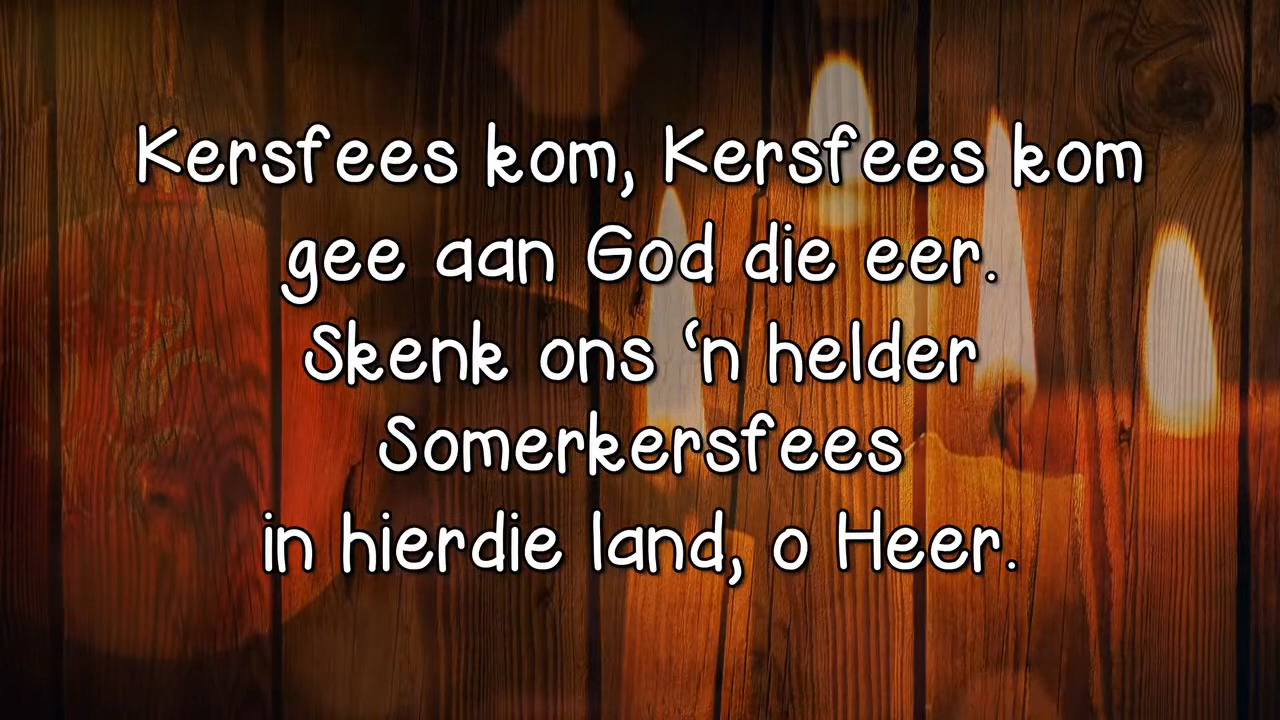 Kersfees kom, Kersfees kom
gee aan God die eer.
Skenk ons ‘n helder
Somerkersfees
in hierdie land, o Heer.